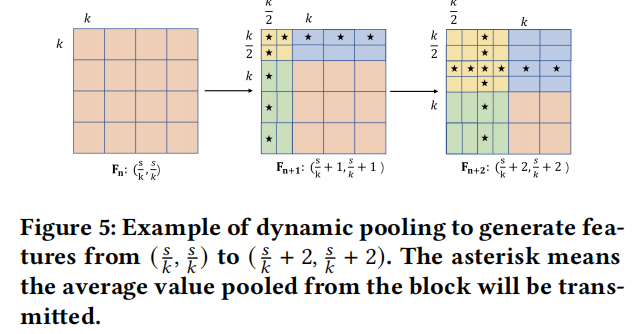 k
k
k/2 k
k/2
k
★ ★ ★ ★ ★
★
★
★
★
k/2 k
k/2
k
★
★
★ ★ ★ ★ ★ ★
★
★
★
Fn: (s/k, s/k)
Fn+1: (s/k + 1, s/k + 1 )
Fn+2: (s/k + 2, s/k + 2 )
Figure 5: Example of dynamic pooling to generate fea-
tures from (s/k, s/k) to (s/k + 2, s/k + 2). The asterisk means
the average value pooled from the block will be trans-
mitted.